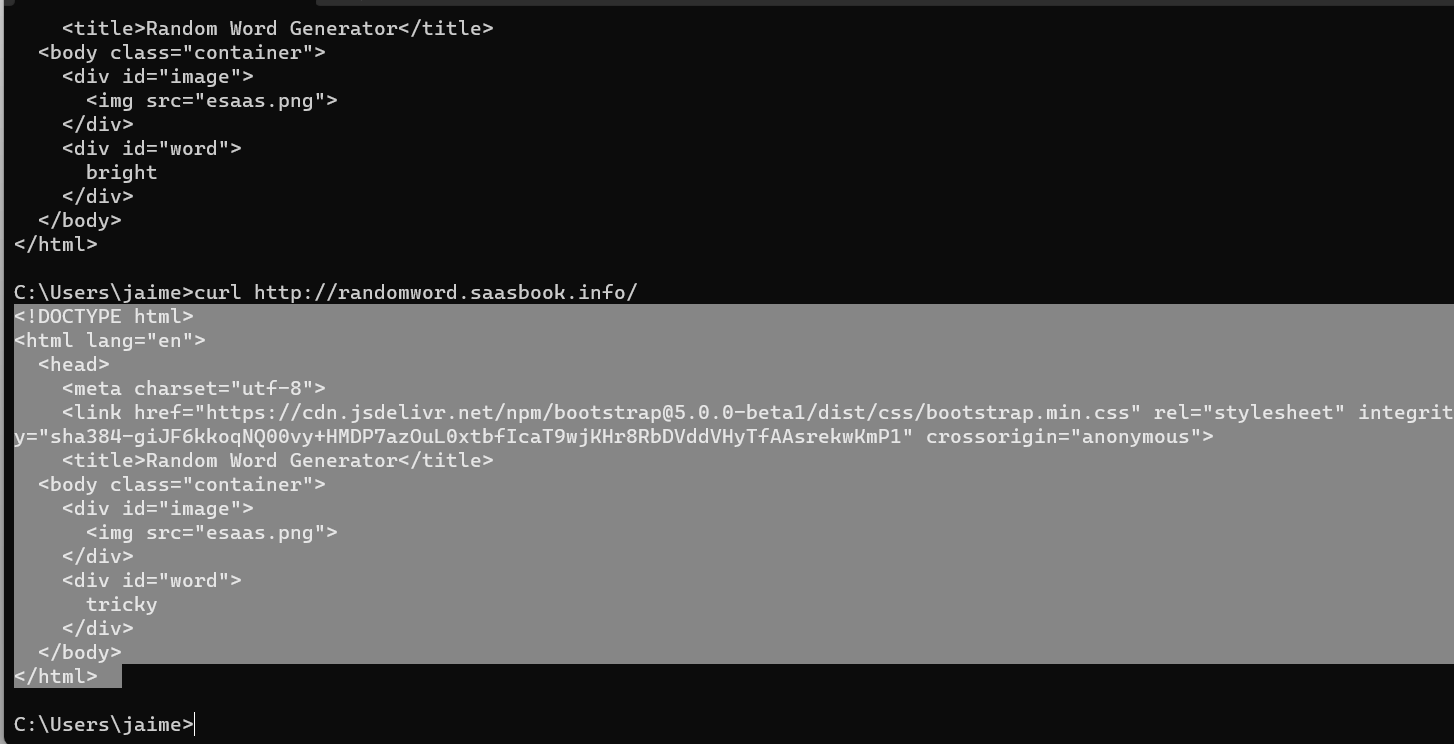 <title>Random Word Generator</title>
  <body class="container">
    <div id="image">
      <img src="esaas.png">
    </div>
    <div id="word">
      bright
    </div>
  </body>
</html>

C:\Users\jaime>curl http://randomword.saasbook.info/
<!DOCTYPE html>
<html lang="en">
  <head>
    <meta charset="utf-8">
    <link href="https://cdn.jsdelivr.net/npm/bootstrap@5.0.0-beta1/dist/css/bootstrap.min.css" rel="stylesheet" integrit
y="sha384-giJF6kkoqNQ00vy+HMDP7azOuL0xtbfIcaT9wjKHr8RbDVddVHyTfAAsrekwKmP1" crossorigin="anonymous">
    <title>Random Word Generator</title>
  <body class="container">
    <div id="image">
      <img src="esaas.png">
    </div>
    <div id="word">
      tricky
    </div>
  </body>
</html>

C:\Users\jaime>